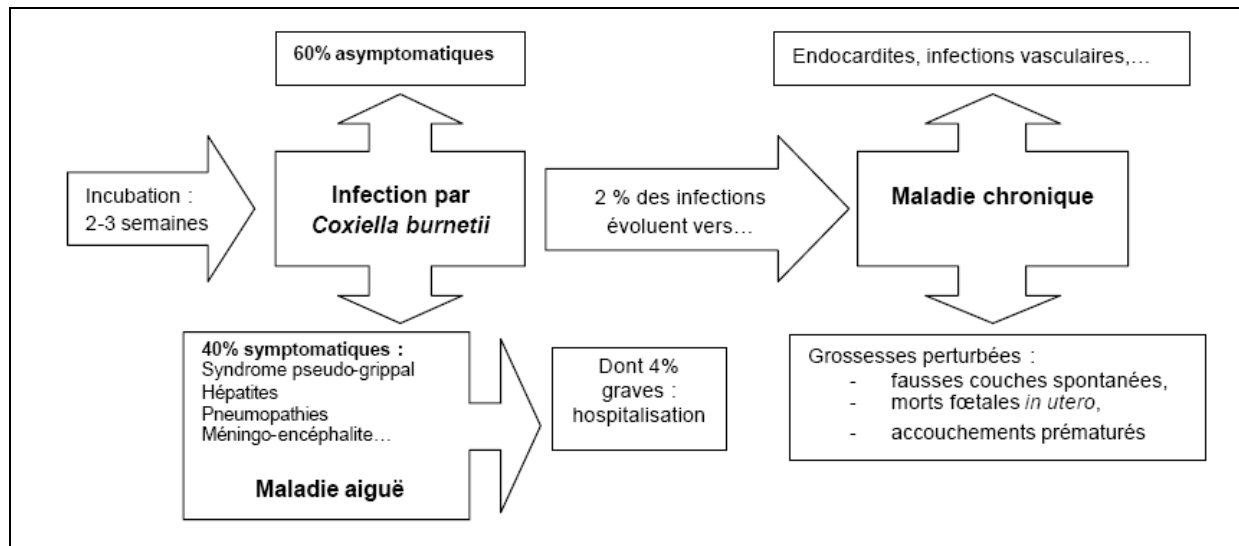 60% asymptomatiques
Endocardites, infections vasculaires,…
Incubation :
2-3 semaines
Infection par
Coxiella burnetii
2 % des infections
évoluent vers…
Maladie chronique
40% symptomatiques :
Syndrome pseudo-grippal
Hépatites
Pneumopathies
Méningo-encéphalite…
Maladie aiguë
Dont 4%
graves :
hospitalisation
Grossesses perturbées :
- fausses couches spontanées,
- morts fœtales in utero,
- accouchements prématurés